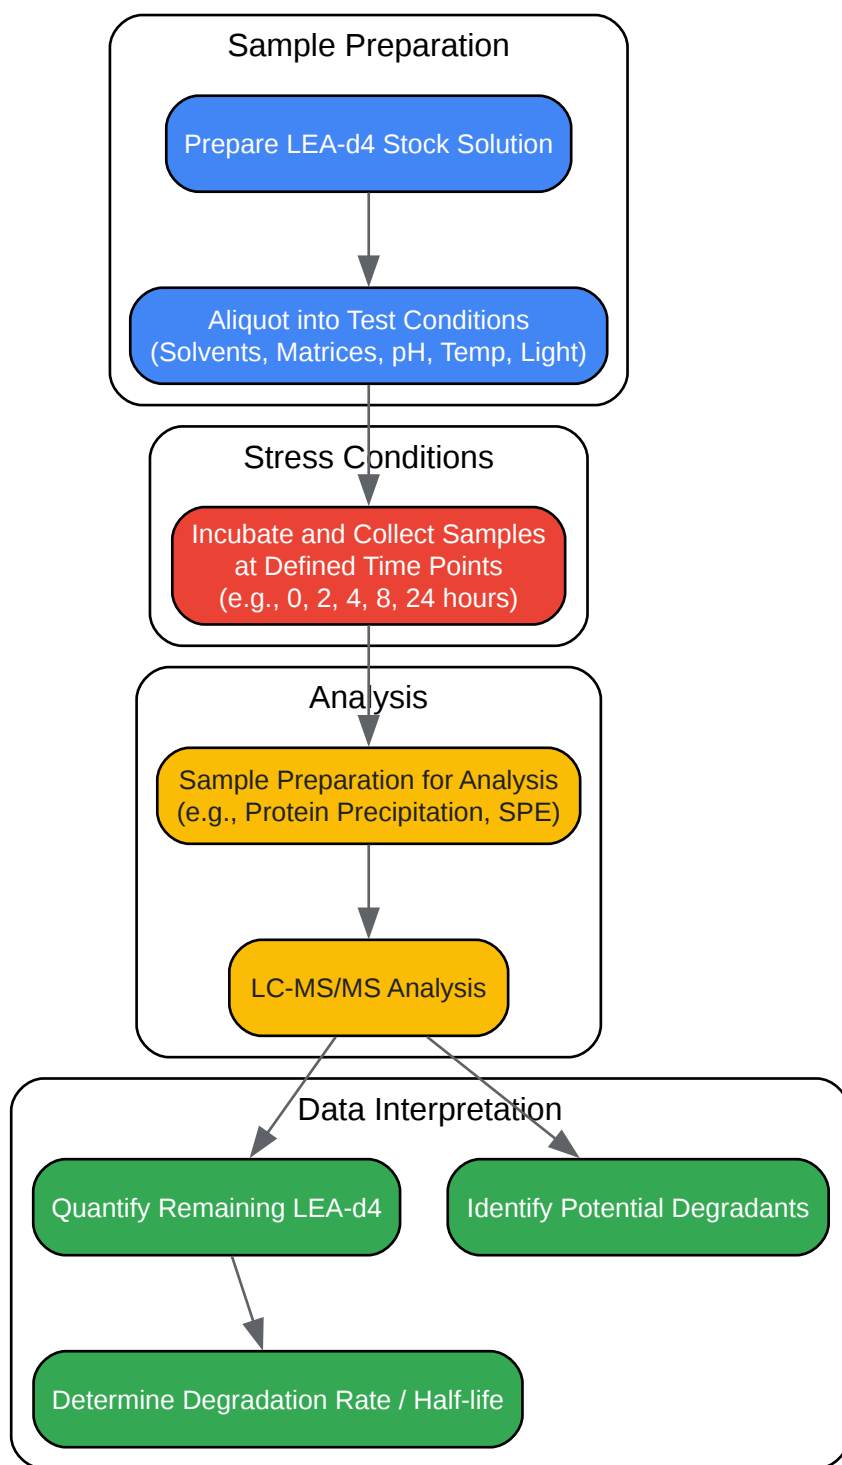 Sample Preparation
Prepare LEA-d4 Stock Solution
Aliquot into Test Conditions
(Solvents, Matrices, pH, Temp, Light)
Stress Conditions
Incubate and Collect Samples
at Defined Time Points
(e.g., 0, 2, 4, 8, 24 hours)
Analysis
Sample Preparation for Analysis
(e.g., Protein Precipitation, SPE)
LC-MS/MS Analysis
Data Interpretation
Quantify Remaining LEA-d4
Identify Potential Degradants
Determine Degradation Rate / Half-life